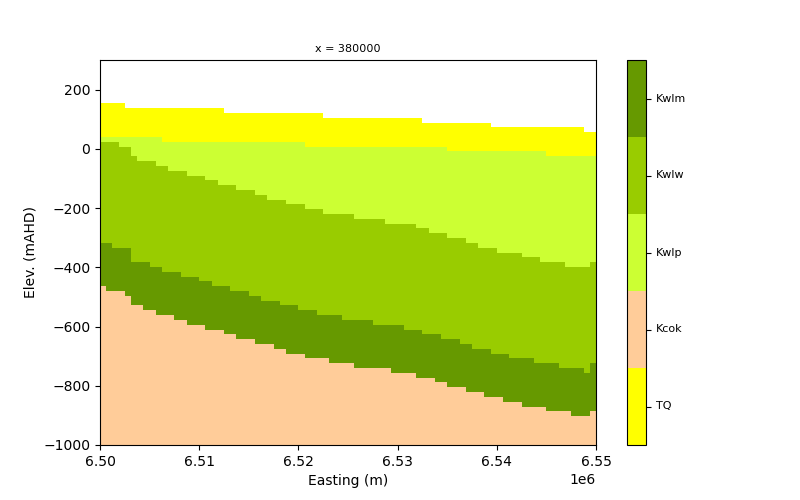 x = 380000
200
0
−200
−400
−600
−800
−1000
Elev. (mAHD)
6.50
6.51
6.52
6.53
6.54
6.55
1e6
Easting (m)
Kwlm
Kwlw
Kwlp
Kcok
TQ